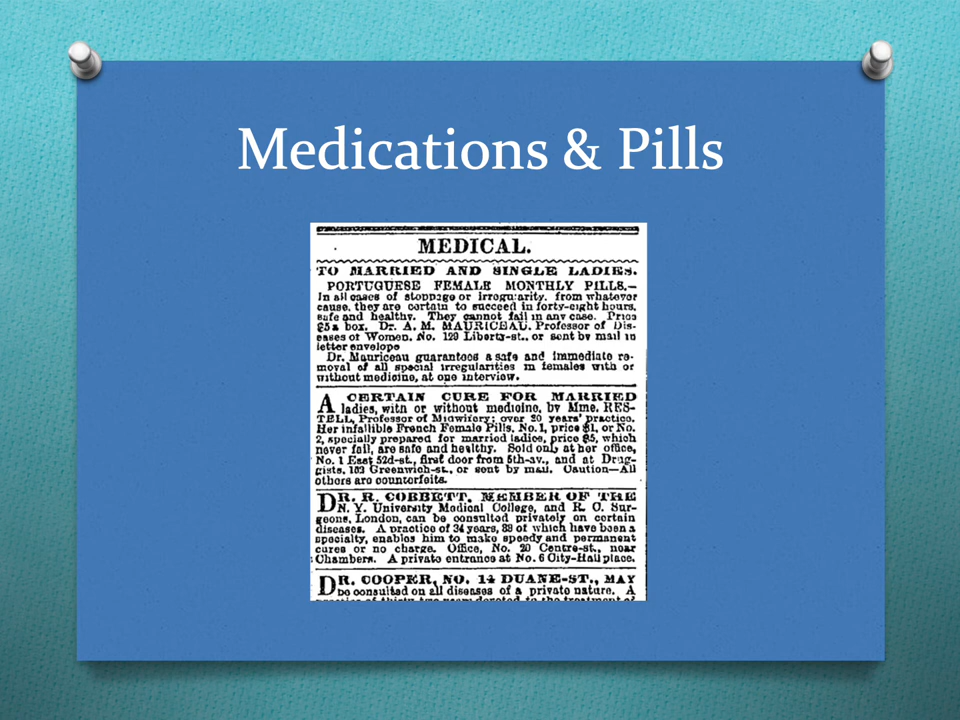 Medications & Pills
MEDICAL.
TO MARRIED AND SINGLE LADIES.
PORTUGUESE FEMALE MONTHLY PILLS.—
In all cases of stoppage or irregularity, from whatever
cause, they are certain to succeed in forty-eight hours,
safe and healthy. They cannot fail in any case. Price
$5 a box. Dr. A. M. MAURICEAU, Professor of Dis-
eases of Women, No. 129 Liberty-st., or sent by mail in
letter envelope
Dr. Mauriceau guarantees a safe and immediate re-
moval of all special irregularities in females with or
without medicine, at one interview.
A CERTAIN CURE FOR MARRIED
ladies, with or without medicine, by Mme. RES-
TELL, Professor of Midwifery; over 20 years' practice.
Her infallible French Female Pills, No. 1, price $1, or No.
2, specially prepared for married ladies, price $5, which
never fail, are safe and healthy. Sold only at her office,
No. 1 East 52d-st., first door from 5th-av., and at Drug-
gists, 103 Greenwich-st., or sent by mail. Caution—All
others are counterfeits.
DR. R. COBBETT, MEMBER OF THE
N. Y. University Medical College, and R. C. Sur-
geons, London, can be consulted privately on certain
diseases. A practice of 34 years, 33 of which have been a
specialty, enables him to make speedy and permanent
cures or no charge. Office, No. 20 Centre-st., near
Chambers. A private entrance at No. 6 City-Hall place.
DR. COOPER, NO. 14 DUANE-ST., MAY
be consulted on all diseases of a private nature. A